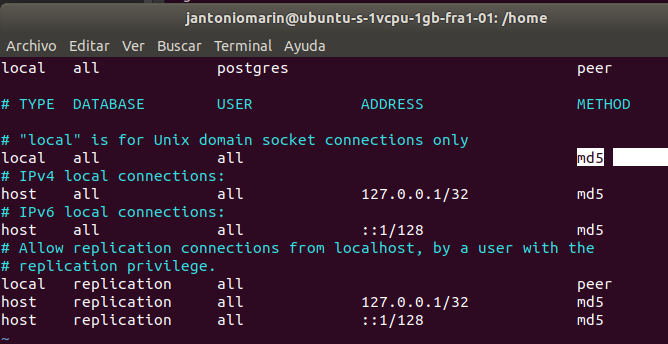 jantoniomarin@ubuntu-s-1vcpu-1gb-fra1-01: /home
Archivo Editar Ver Buscar Terminal Ayuda
local   all             postgres                                peer

# TYPE  DATABASE        USER            ADDRESS                 METHOD

# "local" is for Unix domain socket connections only
local   all             all                                     md5
# IPv4 local connections:
host    all             all             127.0.0.1/32            md5
# IPv6 local connections:
host    all             all             ::1/128                 md5
# Allow replication connections from localhost, by a user with the
# replication privilege.
local   replication     all                                     peer
host    replication     all             127.0.0.1/32            md5
host    replication     all             ::1/128                 md5
~